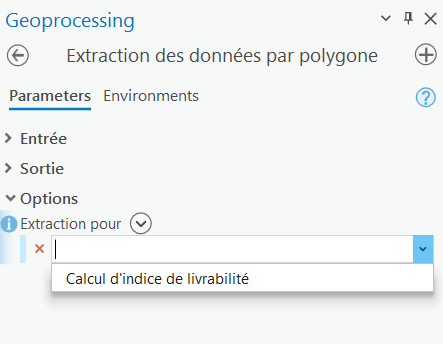 Geoprocessing
Extraction des données par polygone
Parameters Environments
Entrée
Sortie
Options
Extraction pour
Calcul d'indice de livrabilité